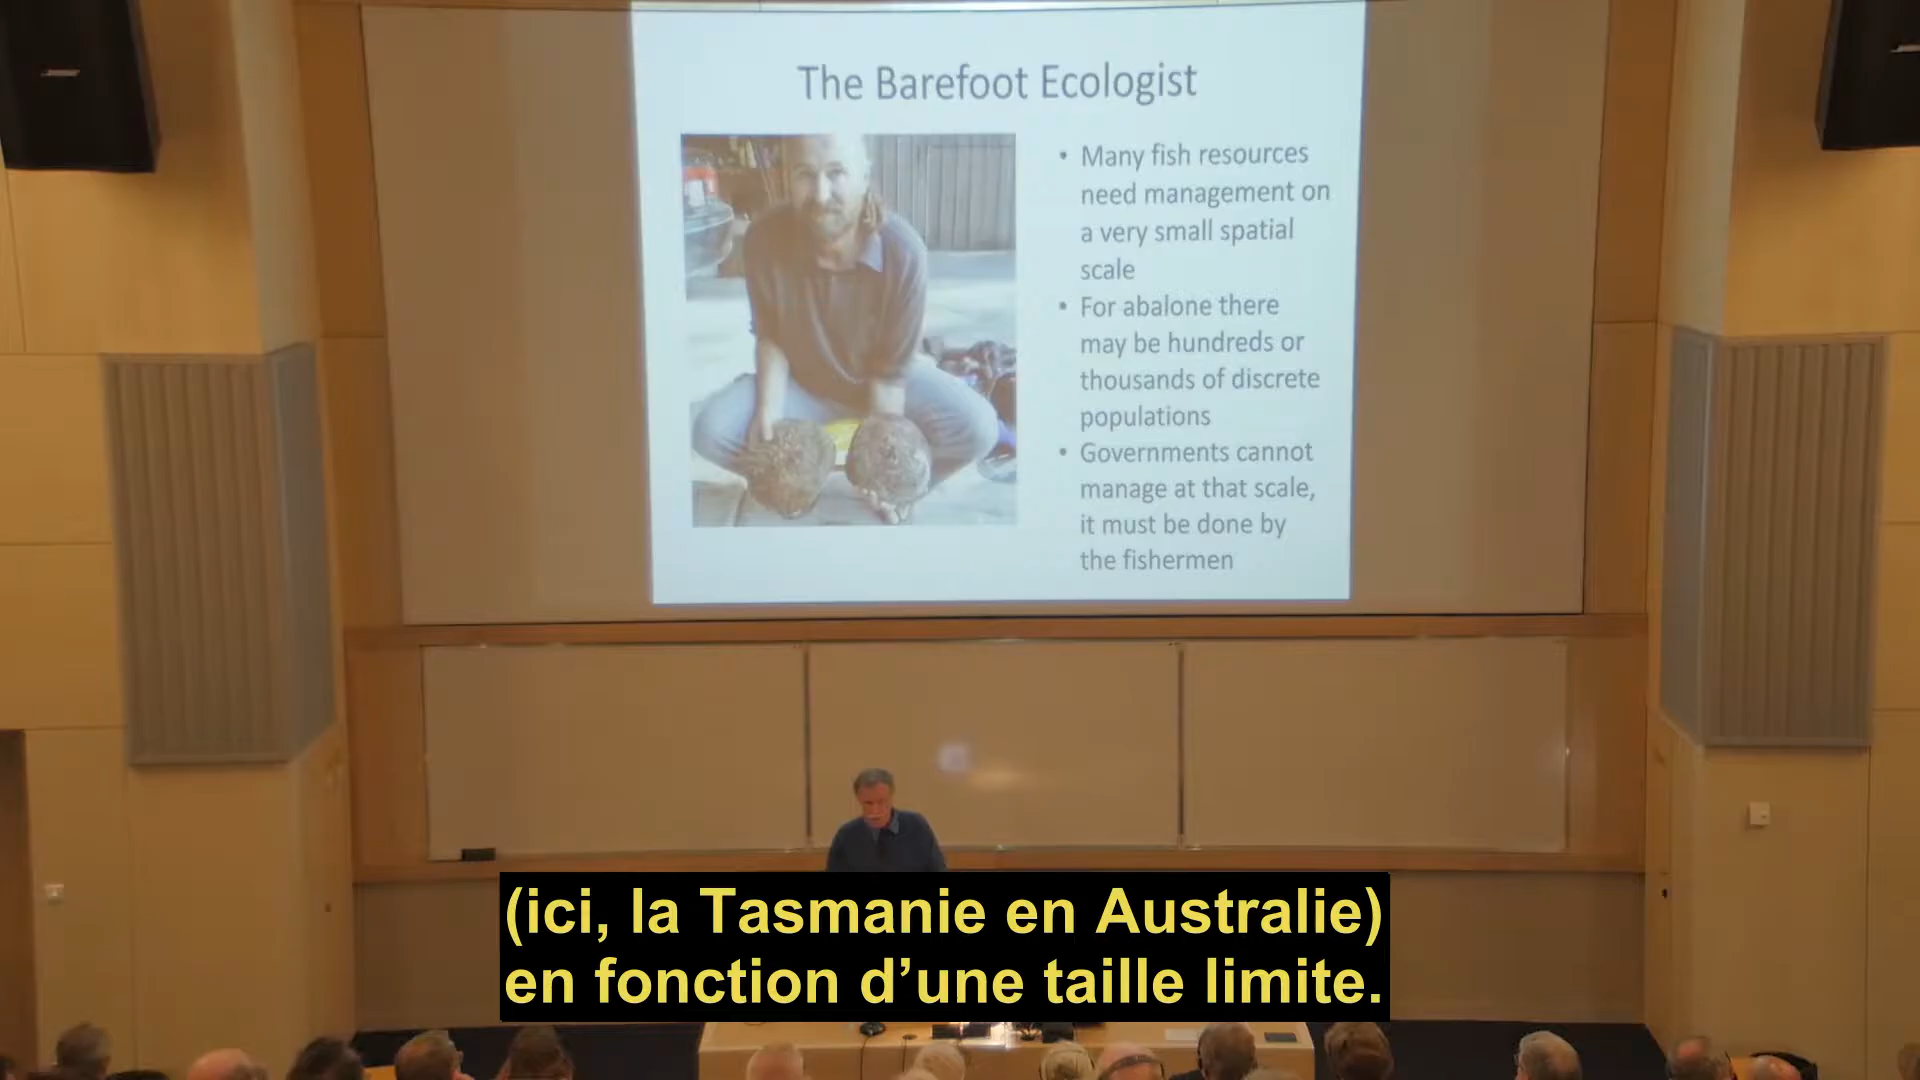 The Barefoot Ecologist
• Many fish resources
need management on
a very small spatial
scale
• For abalone there
may be hundreds or
thousands of discrete
populations
• Governments cannot
manage at that scale,
it must be done by
the fishermen
(ici, la Tasmanie en Australie)
en fonction d’une taille limite.